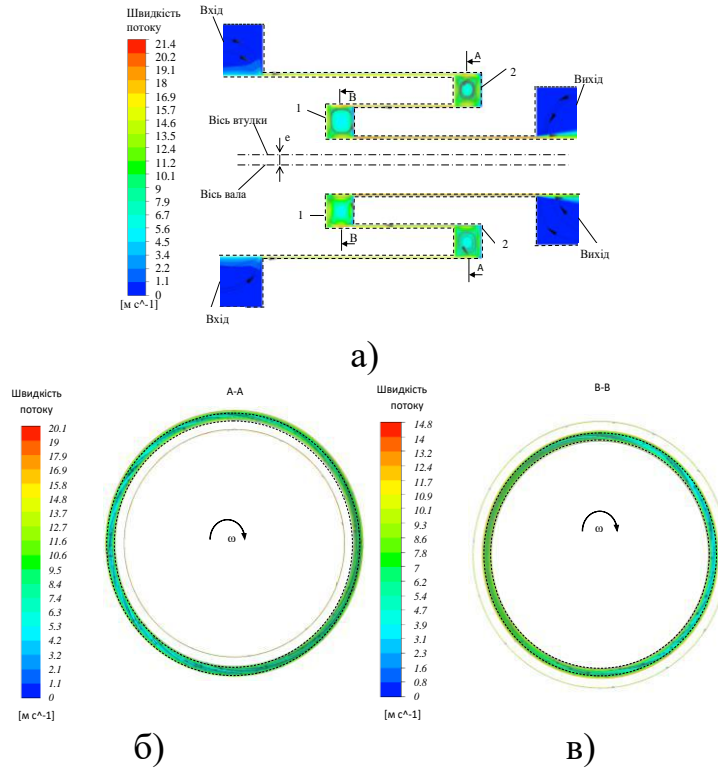 Швидкість
потоку
21.4
20.2
19.1
18
16.9
15.7
14.6
13.5
12.4
11.2
10.1
9
7.9
6.7
5.6
4.5
3.4
2.2
1.1
0
[м с^-1]
Вхід
A
2
Вихід
B
1
Вісь втулки
e
Вісь вала
1
B
2
A
Вихід
Вхід
а)
Швидкість
потоку
20.1
19
17.9
16.9
15.8
14.8
13.7
12.7
11.6
10.6
9.5
8.4
7.4
6.3
5.3
4.2
3.2
2.1
1.1
0
[м с^-1]
A-A
ω
б)
Швидкість
потоку
14.8
14
13.2
12.4
11.7
10.9
10.1
9.3
8.6
7.8
7
6.2
5.4
4.7
3.9
3.1
2.3
1.6
0.8
0
[м с^-1]
B-B
ω
в)